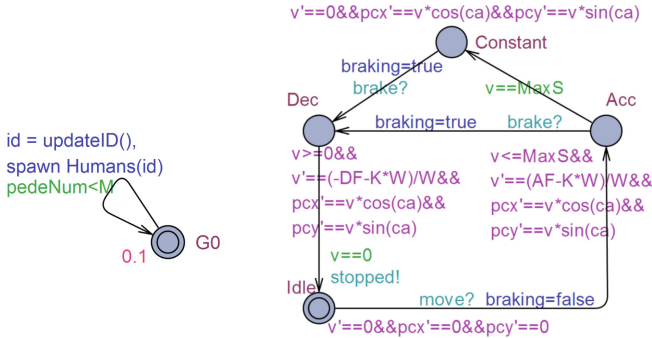 v'==0&&pcx'==v*cos(ca)&&pcy'==v*sin(ca)
Constant
braking=true
brake?
v==MaxS
Dec
Acc
braking=true brake?
id = updateID(),
spawn Humans(id)
pedeNum<M
0.1
G0
v>=0&&
v'==(-DF-K*W)/W&&
pcx'==v*cos(ca)&&
pcy'==v*sin(ca)
v<=MaxS&&
v'==(AF-K*W)/W&&
pcx'==v*cos(ca)&&
pcy'==v*sin(ca)
v==0
stopped!
Idle
move? braking=false
v'==0&&pcx'==0&&pcy'==0